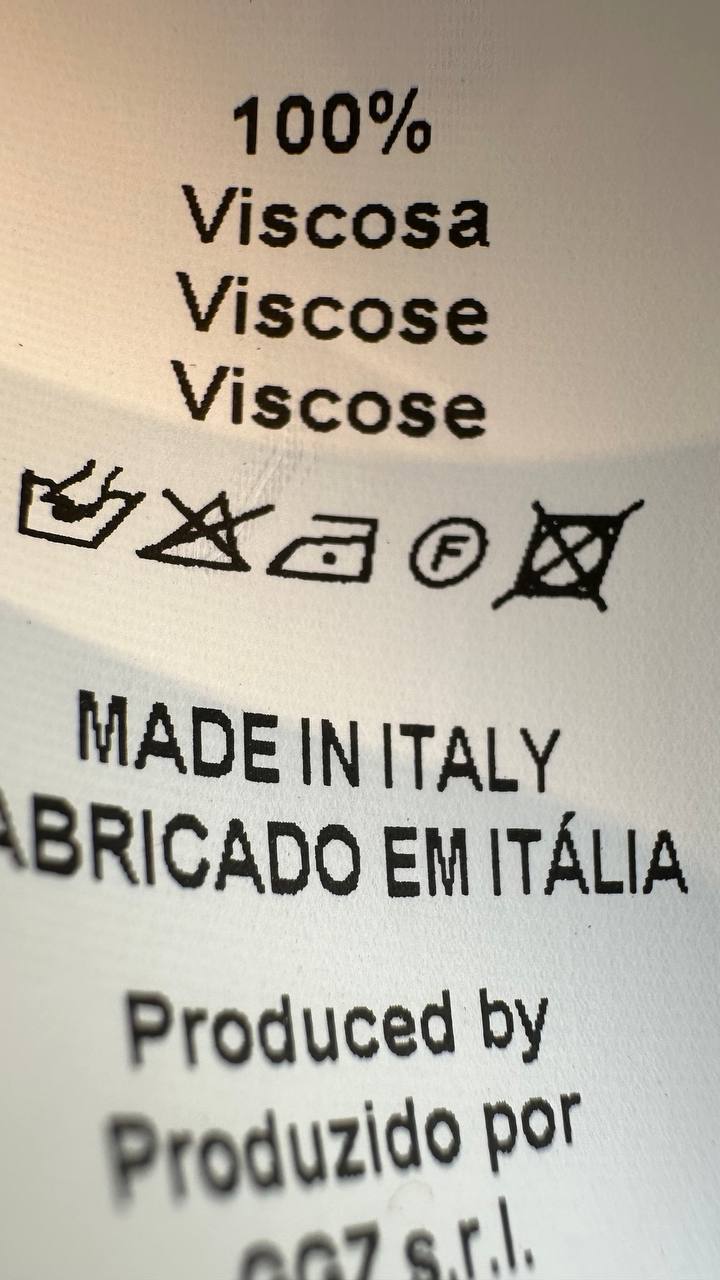 100%
Viscosa
Viscose
Viscose
F
MADE IN ITALY
ABRICADO EM ITÁLIA
Produced by
Produzido por
s.r.l.